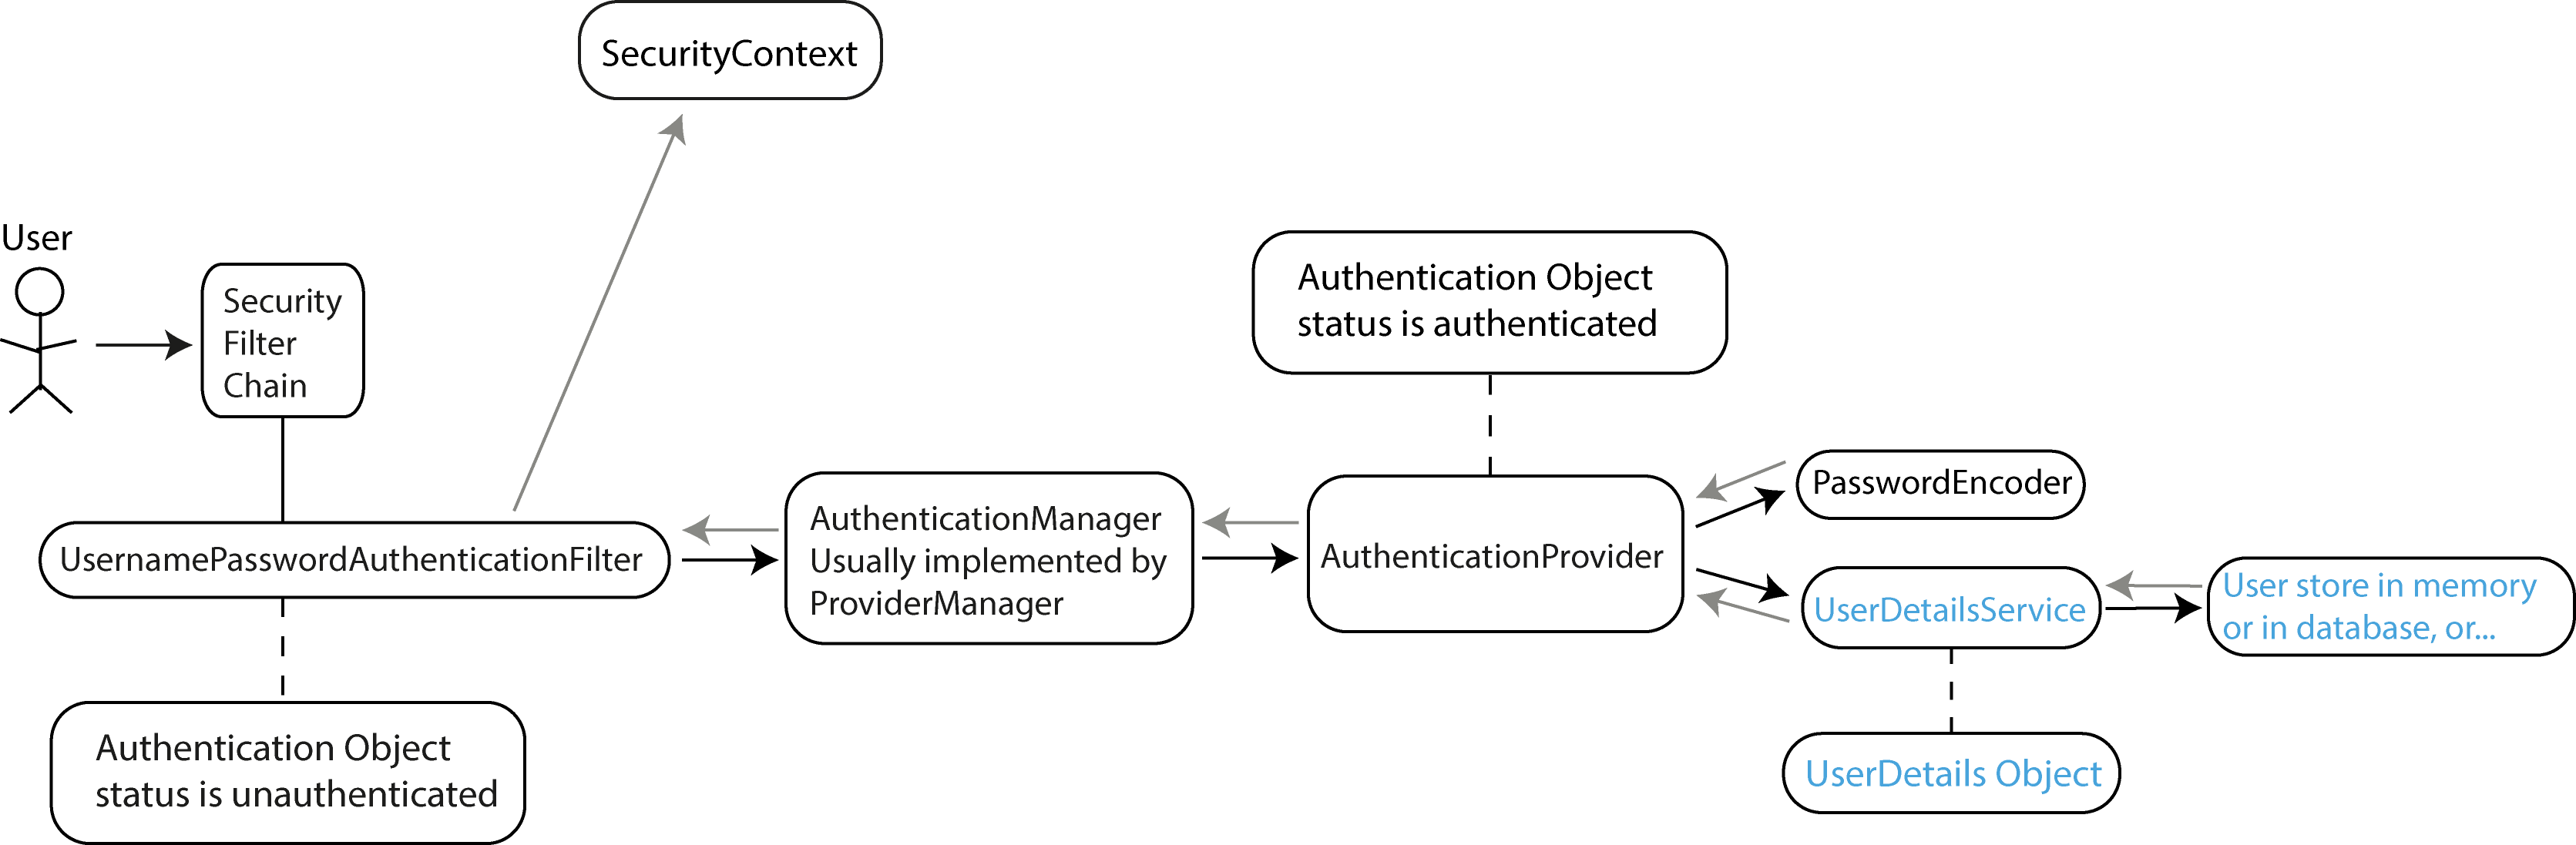 SecurityContext
User
Security
Filter
Chain
Authentication Object
status is authenticated
UsernamePasswordAuthenticationFilter
AuthenticationManager
Usually implemented by
ProviderManager
AuthenticationProvider
PasswordEncoder
UserDetailsService
User store in memory
or in database, or...
Authentication Object
status is unauthenticated
UserDetails Object